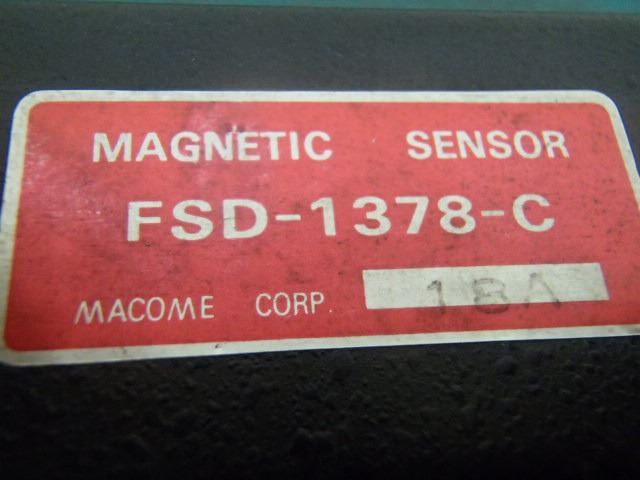 MAGNETIC SENSOR
FSD-1378-C
MACOME CORP. 18A